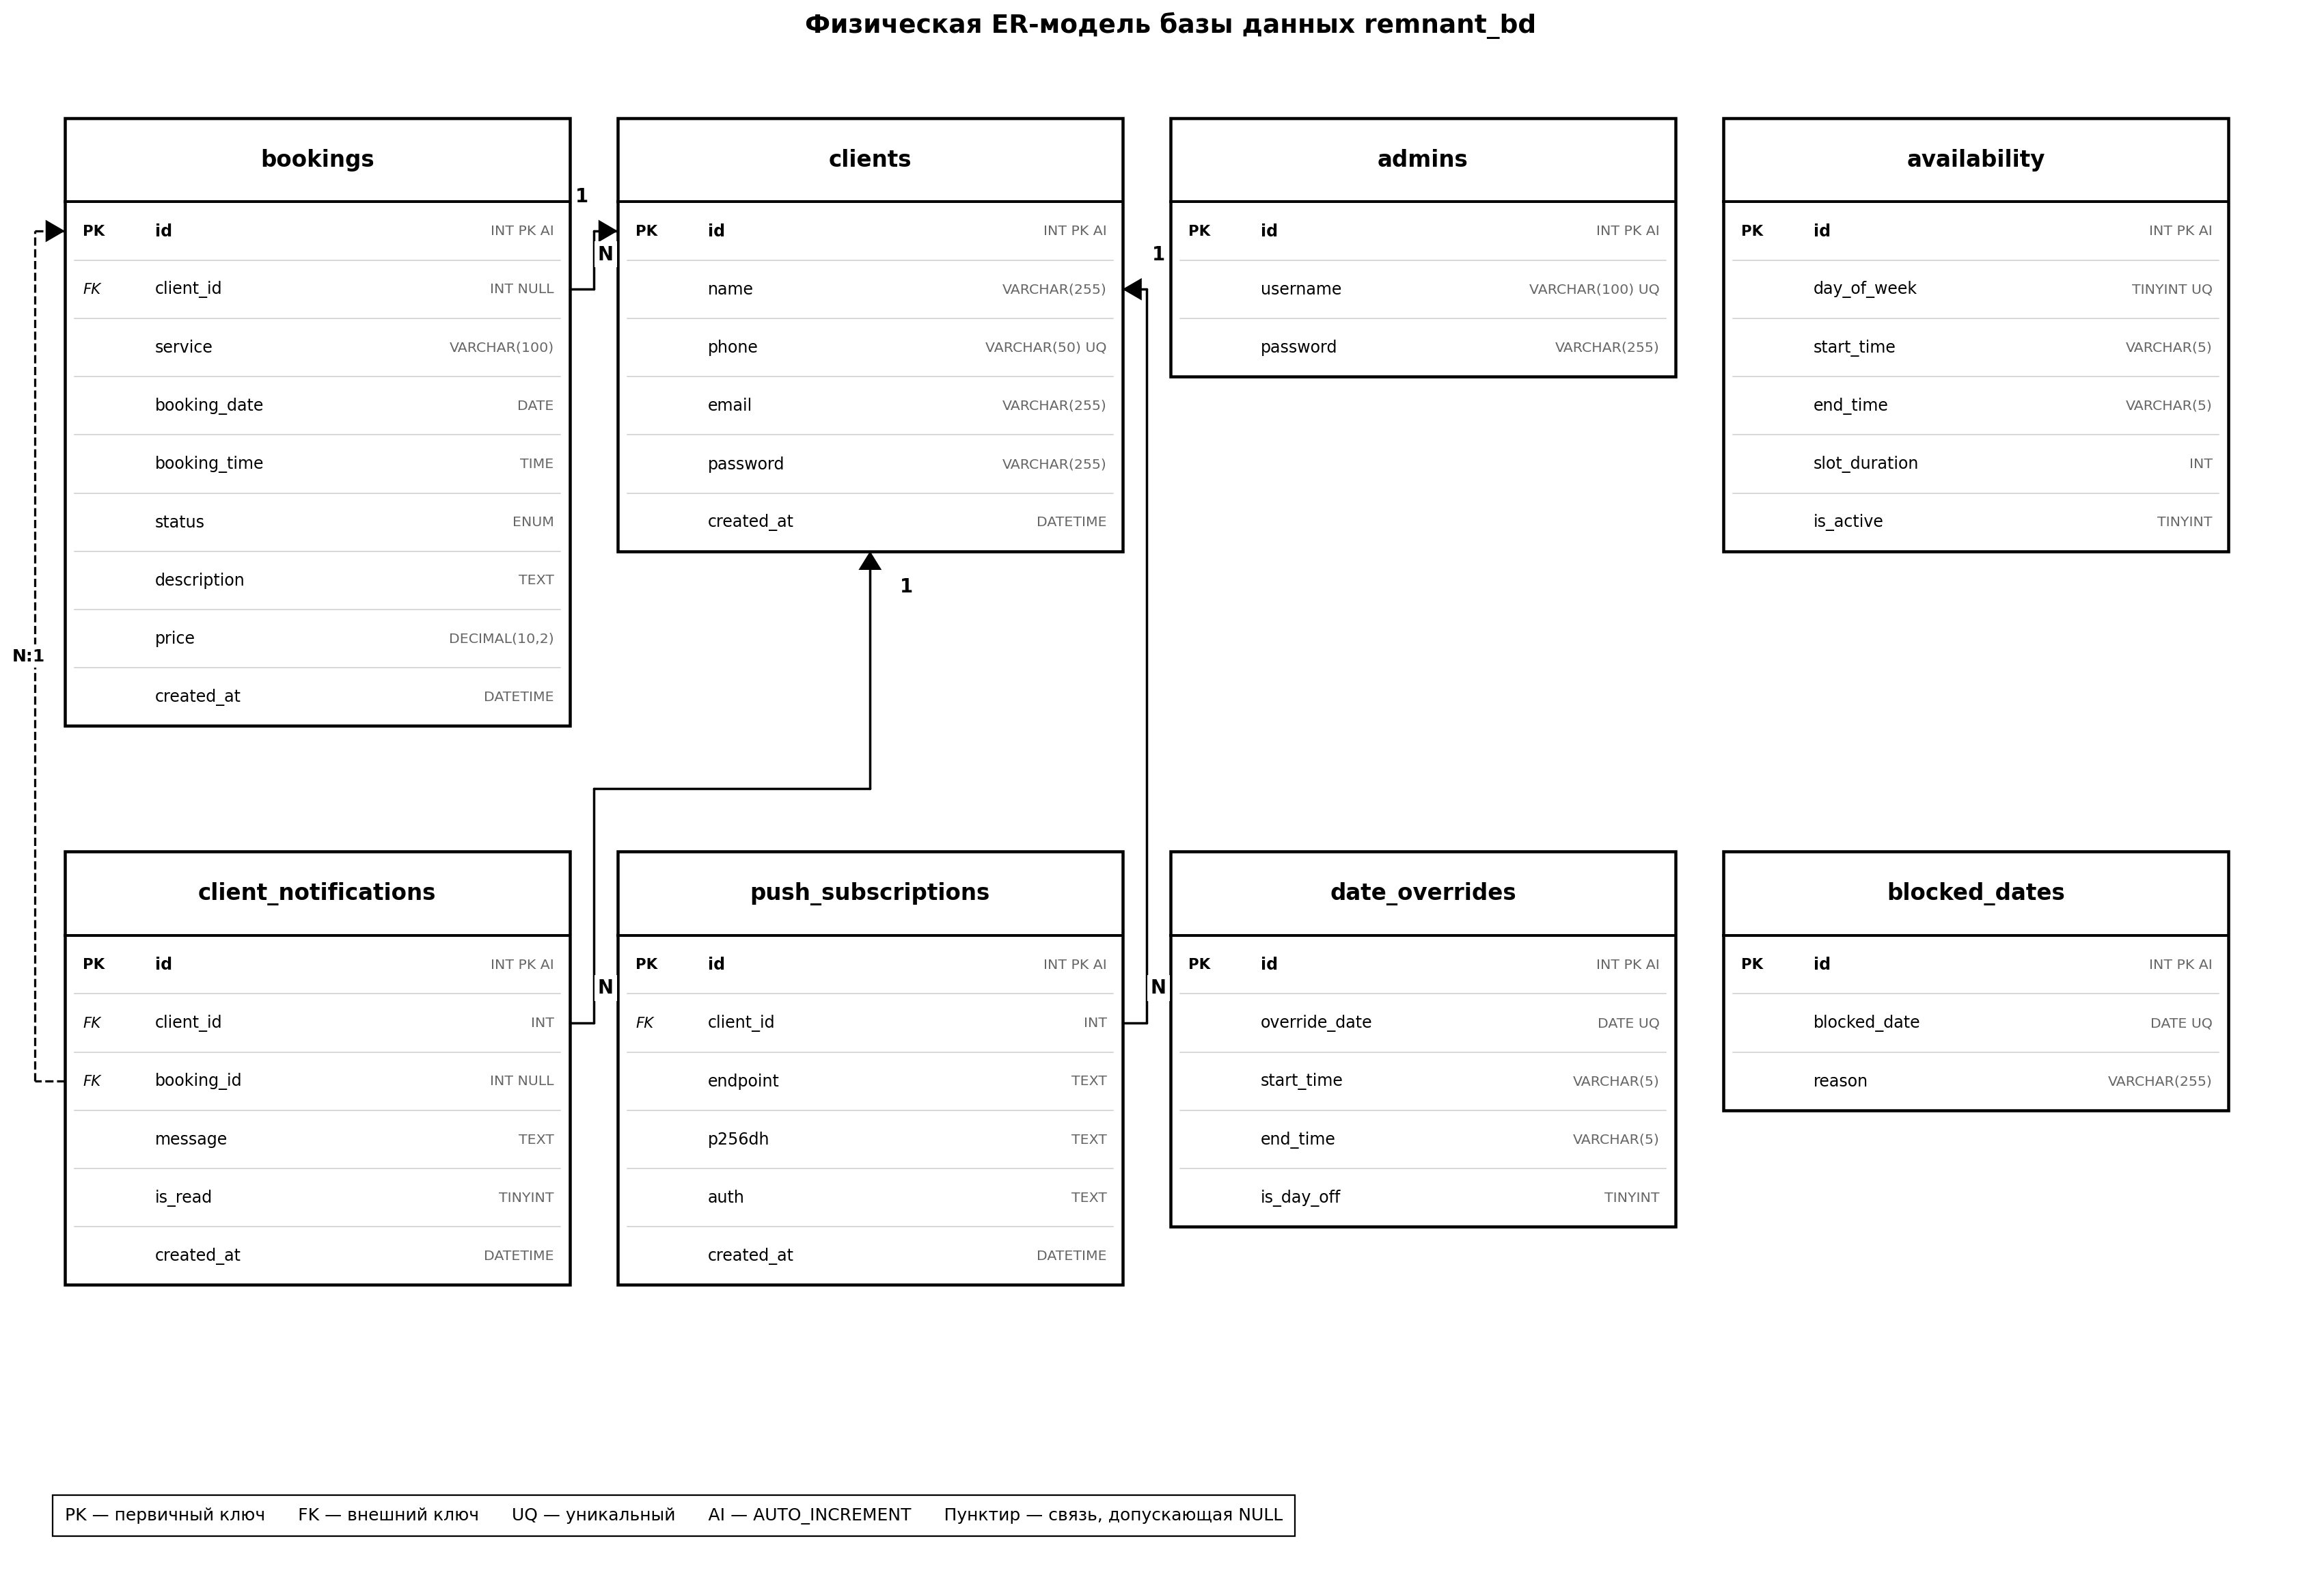 Физическая ER-модель базы данных remnant_bd
bookings
PK id INT PK AI
FK client_id INT NULL
service VARCHAR(100)
booking_date DATE
booking_time TIME
status ENUM
description TEXT
price DECIMAL(10,2)
created_at DATETIME
1
N
clients
PK id INT PK AI
name VARCHAR(255)
phone VARCHAR(50) UQ
email VARCHAR(255)
password VARCHAR(255)
created_at DATETIME
1
1
admins
PK id INT PK AI
username VARCHAR(100) UQ
password VARCHAR(255)
availability
PK id INT PK AI
day_of_week TINYINT UQ
start_time VARCHAR(5)
end_time VARCHAR(5)
slot_duration INT
is_active TINYINT
N:1
client_notifications
PK id INT PK AI
FK client_id INT
FK booking_id INT NULL
message TEXT
is_read TINYINT
created_at DATETIME
N
push_subscriptions
PK id INT PK AI
FK client_id INT
endpoint TEXT
p256dh TEXT
auth TEXT
created_at DATETIME
N
date_overrides
PK id INT PK AI
override_date DATE UQ
start_time VARCHAR(5)
end_time VARCHAR(5)
is_day_off TINYINT
blocked_dates
PK id INT PK AI
blocked_date DATE UQ
reason VARCHAR(255)
PK — первичный ключ FK — внешний ключ UQ — уникальный AI — AUTO_INCREMENT Пунктир — связь, допускающая NULL